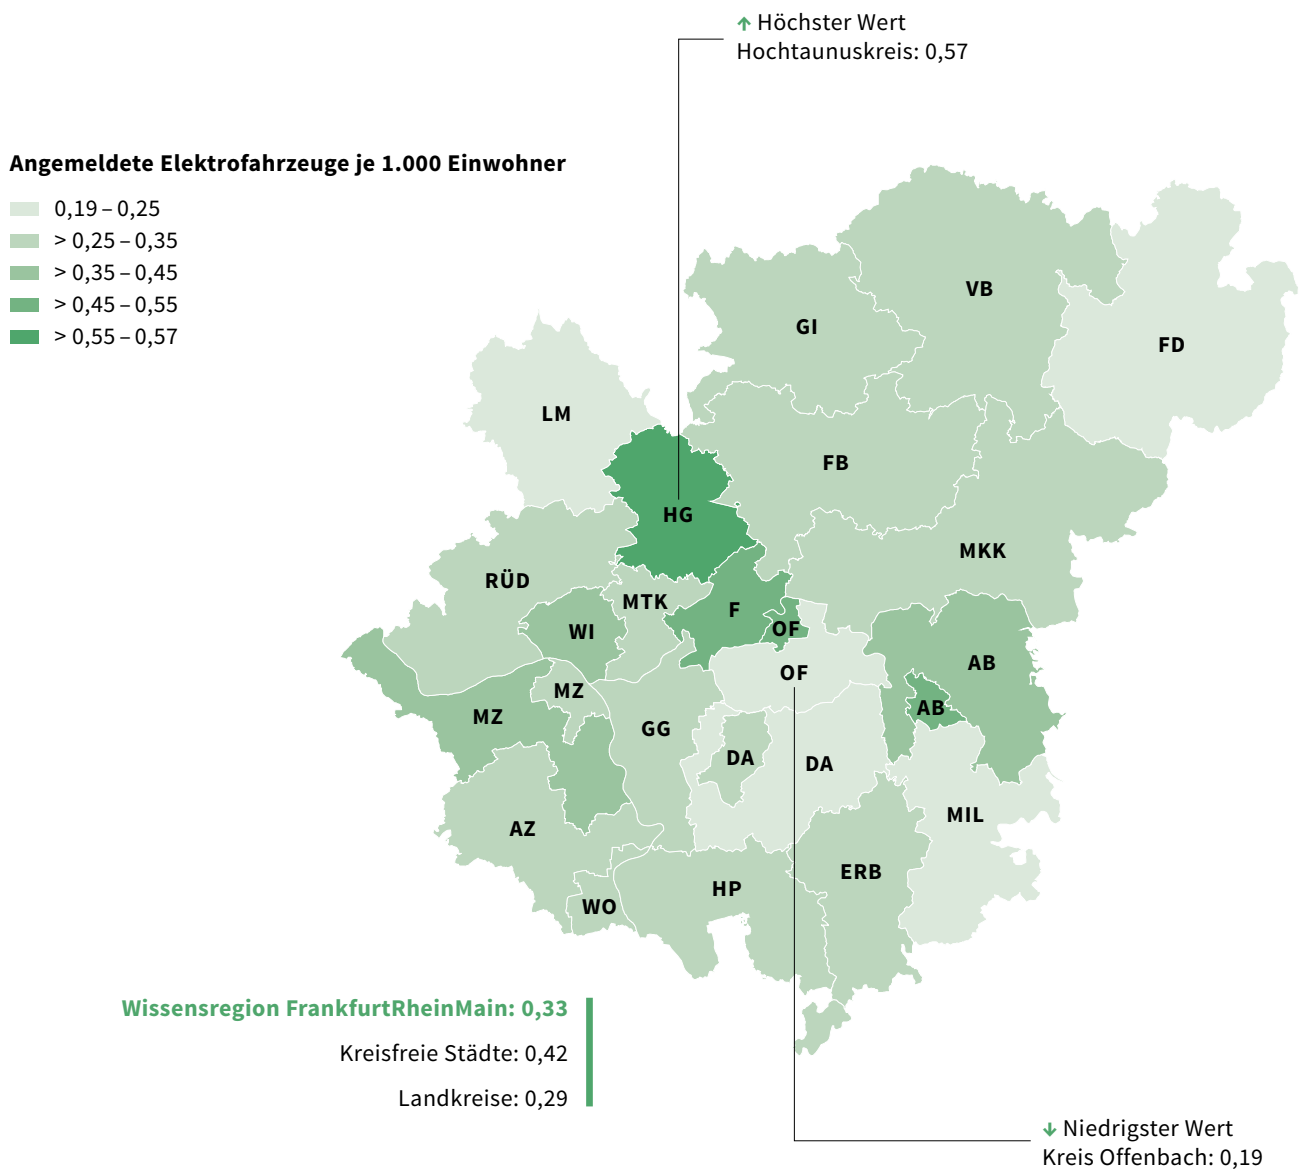 ↑ Höchster Wert
Hochtaunuskreis: 0,57
Angemeldete Elektrofahrzeuge je 1.000 Einwohner
0,19 – 0,25
> 0,25 – 0,35
> 0,35 – 0,45
> 0,45 – 0,55
> 0,55 – 0,57
VB
GI
FD
LM
FB
HG
MKK
RÜD
MTK
F
WI
OF
AB
OF
MZ
AB
MZ
GG
DA
DA
MIL
AZ
ERB
HP
WO
Wissensregion FrankfurtRheinMain: 0,33
Kreisfreie Städte: 0,42
Landkreise: 0,29
↓ Niedrigster Wert
Kreis Offenbach: 0,19